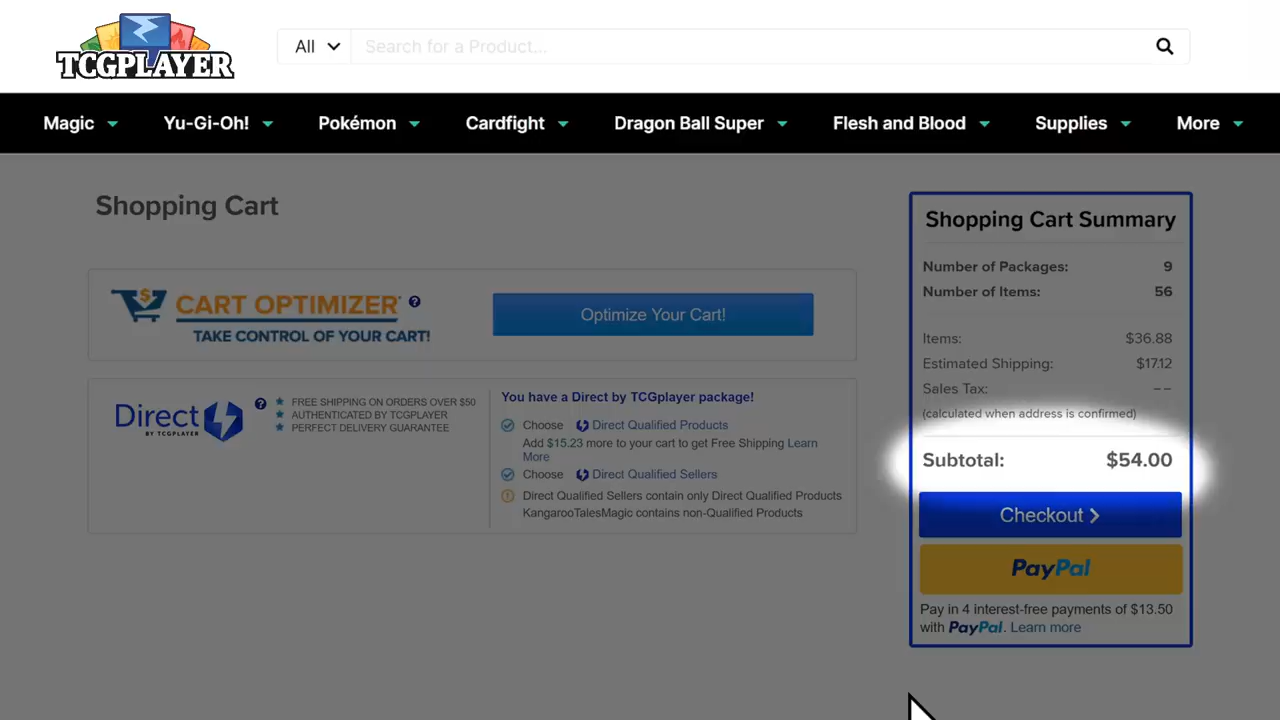 TCGPLAYER
All
Search for a Product...
Magic
Yu-Gi-Oh!
Pokémon
Cardfight
Dragon Ball Super
Flesh and Blood
Supplies
More
Shopping Cart
CART OPTIMIZER
TAKE CONTROL OF YOUR CART!
Optimize Your Cart!
Direct
BY TCGPLAYER
FREE SHIPPING ON ORDERS OVER $50
AUTHENTICATED BY TCGPLAYER
PERFECT DELIVERY GUARANTEE
You have a Direct by TCGplayer package!
Choose Direct Qualified Products
Add $15.23 more to your cart to get Free Shipping Learn
More
Choose Direct Qualified Sellers
Direct Qualified Sellers contain only Direct Qualified Products
KangarooTalesMagic contains non-Qualified Products
Shopping Cart Summary
Number of Packages: 9
Number of Items: 56
Items: $36.88
Estimated Shipping: $17.12
Sales Tax: --
(calculated when address is confirmed)
Subtotal: $54.00
Checkout
PayPal
Pay in 4 interest-free payments of $13.50
with PayPal. Learn more